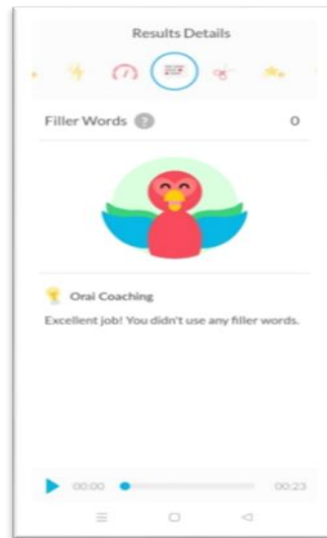 Results Details
Filler Words ? 0
Orai Coaching
Excellent job! You didn't use any filler words.
00:00 00:23